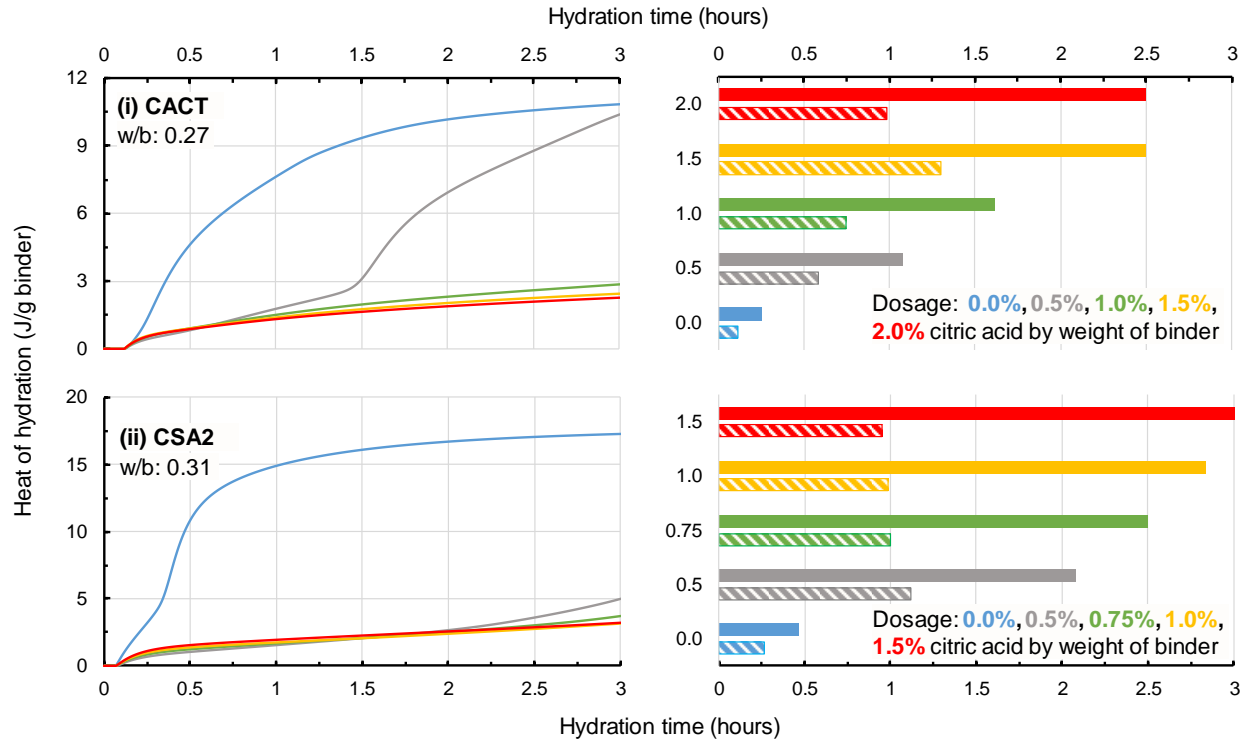 Hydration time (hours)
0 0.5 1 1.5 2 2.5 3
0 0.5 1 1.5 2 2.5 3
Heat of hydration (J/g binder)
12
9
6
3
0
(i) CACT
w/b: 0.27
2.0
1.5
1.0
0.5
0.0
Dosage: 0.0%, 0.5%, 1.0%, 1.5%,
2.0% citric acid by weight of binder
20
15
10
5
0
(ii) CSA2
w/b: 0.31
1.5
1.0
0.75
0.5
0.0
Dosage: 0.0%, 0.5%, 0.75%, 1.0%,
1.5% citric acid by weight of binder
0 0.5 1 1.5 2 2.5 3
0 0.5 1 1.5 2 2.5 3
Hydration time (hours)